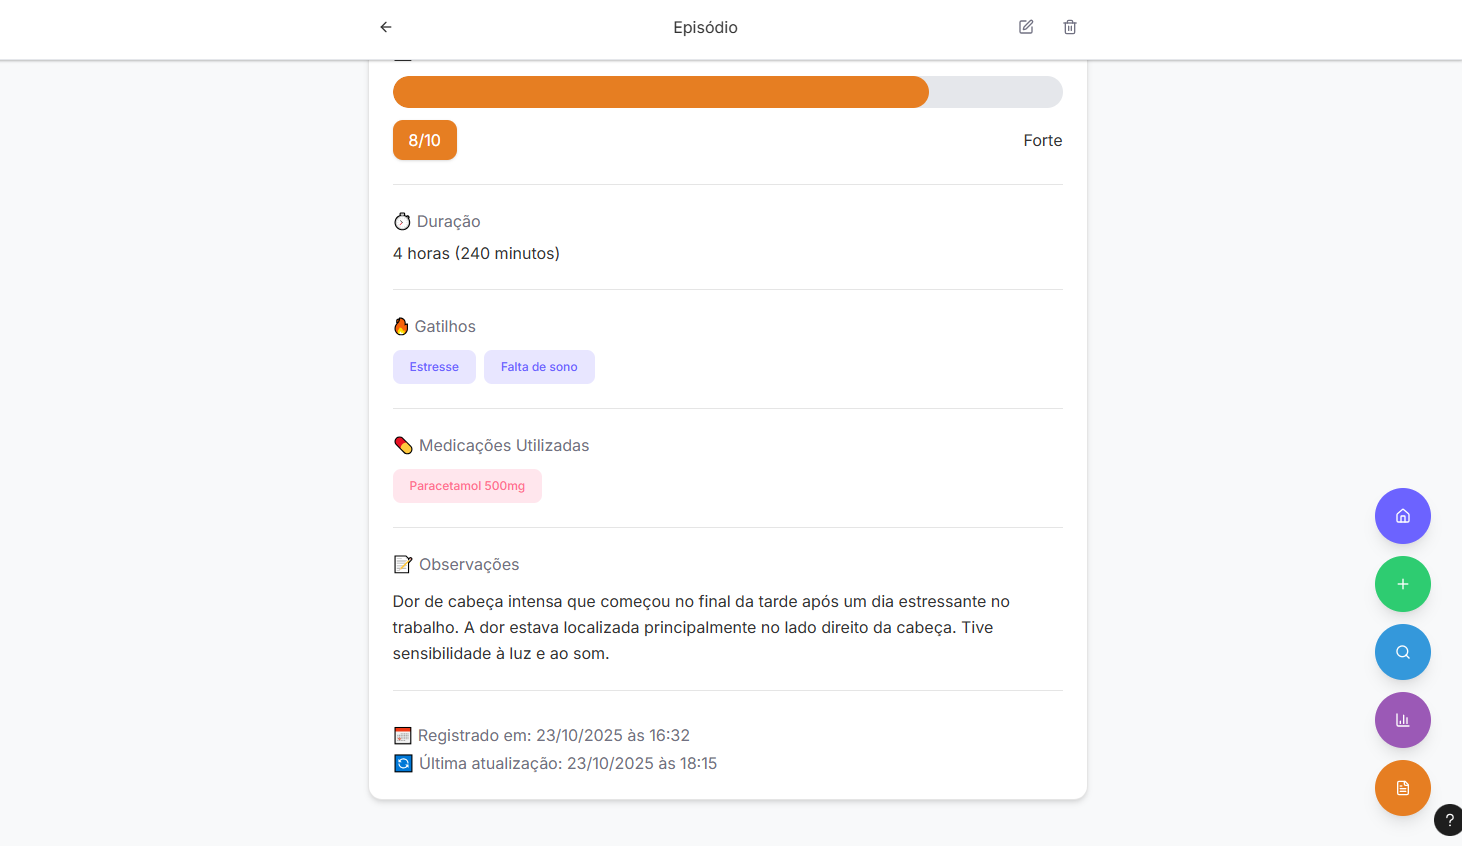 Episódio
8/10
Forte
Duração
4 horas (240 minutos)
Gatilhos
Estresse
Falta de sono
Medicações Utilizadas
Paracetamol 500mg
Observações
Dor de cabeça intensa que começou no final da tarde após um dia estressante no
trabalho. A dor estava localizada principalmente no lado direito da cabeça. Tive
sensibilidade à luz e ao som.
Registrado em: 23/10/2025 às 16:32
Última atualização: 23/10/2025 às 18:15
?